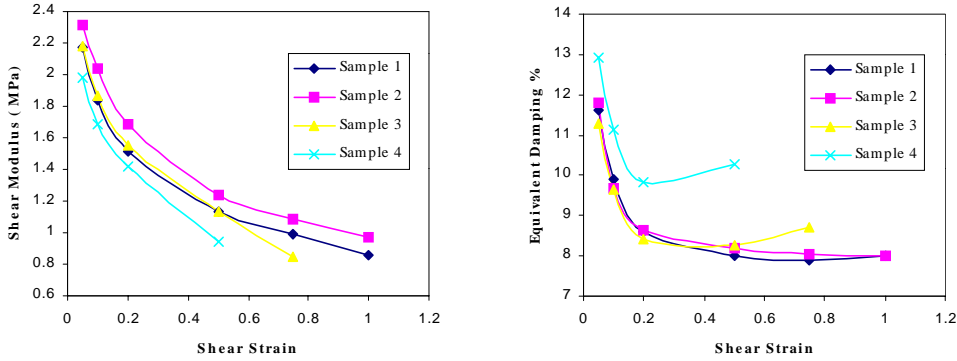 2.4
2.2
2
1.8
1.6
1.4
1.2
1
0.8
0.6
Shear Modulus (MPa)
0 0.2 0.4 0.6 0.8 1 1.2
Shear Strain
Sample 1
Sample 2
Sample 3
Sample 4
14
13
12
11
10
9
8
7
Equivalent Damping %
0 0.2 0.4 0.6 0.8 1 1.2
Shear Strain
Sample 1
Sample 2
Sample 3
Sample 4